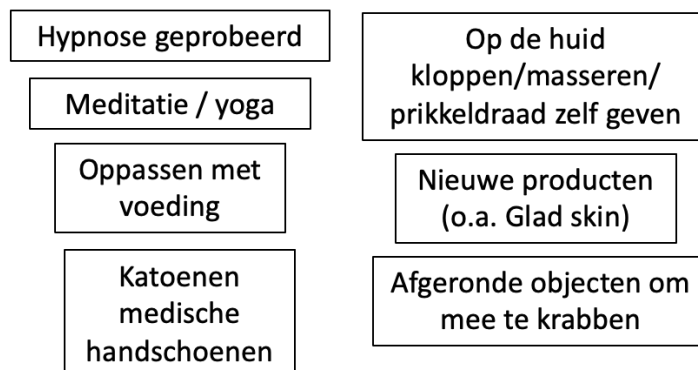 Hypnose geprobeerd
Meditatie / yoga
Oppassen met
voeding
Katoenen
medische
handschoenen
Op de huid
kloppen/masseren/
prikkeldraad zelf geven
Nieuwe producten
(o.a. Glad skin)
Afgeronde objecten om
mee te krabben